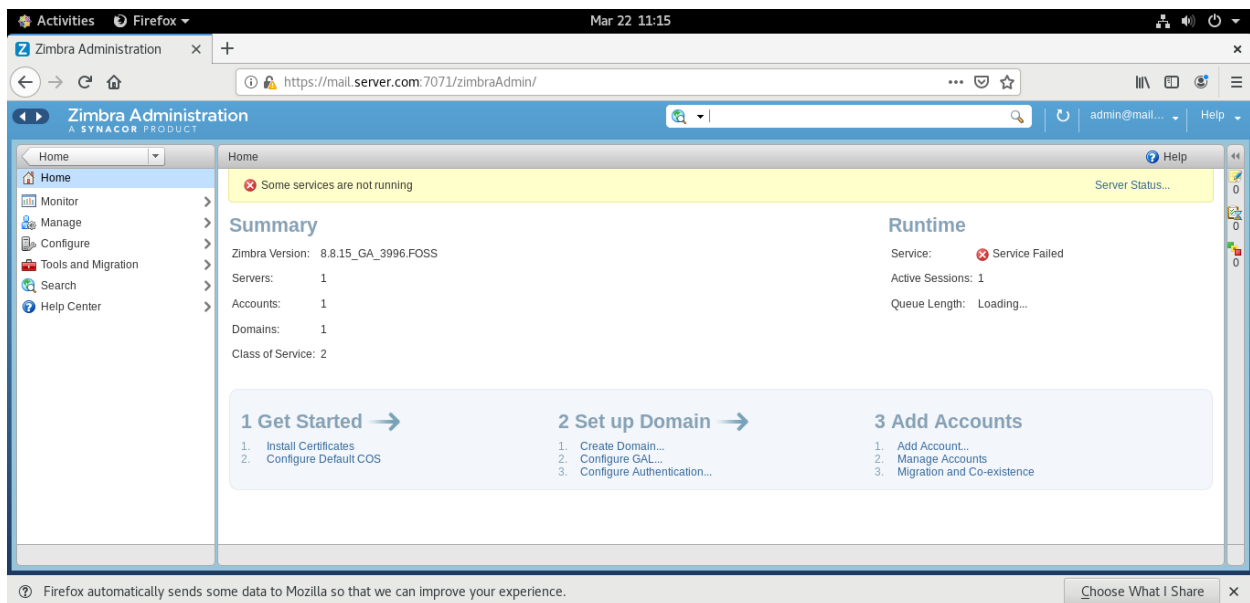 Activities Firefox Mar 22 11:15
Zimbra Administration
https://mail.server.com:7071/zimbraAdmin/
Zimbra Administration
A SYNACOR PRODUCT
admin@mail... Help
Home
Home
Help
Home
Monitor
Manage
Configure
Tools and Migration
Search
Help Center
Some services are not running Server Status...
Summary
Zimbra Version: 8.8.15_GA_3996.FOSS
Servers: 1
Accounts: 1
Domains: 1
Class of Service: 2
Runtime
Service: Service Failed
Active Sessions: 1
Queue Length: Loading...
0
0
0
1 Get Started
1. Install Certificates
2. Configure Default COS
2 Set up Domain
1. Create Domain...
2. Configure GAL...
3. Configure Authentication...
3 Add Accounts
1. Add Account...
2. Manage Accounts
3. Migration and Co-existence
Firefox automatically sends some data to Mozilla so that we can improve your experience. Choose What I Share